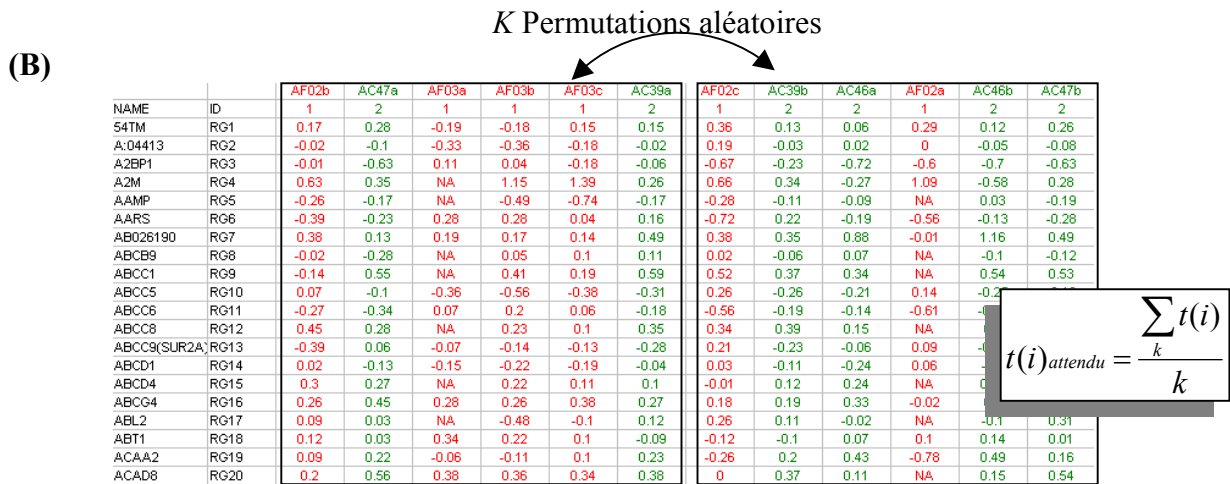 K Permutations aléatoires
(B)
AF02b AC47a AF03a AF03b AF03c AC39a AF02c AC39b AC46a AF02a AC46b AC47b
NAME ID 1 2 1 1 1 2 1 2 2 1 2 2
54TM RG1 0.17 0.28 -0.19 -0.18 0.15 0.15 0.36 0.13 0.06 0.29 0.12 0.26
A:04413 RG2 -0.02 -0.1 -0.33 -0.36 -0.18 -0.02 0.19 -0.03 0.02 0 -0.05 -0.08
A2BP1 RG3 -0.01 -0.63 0.11 0.04 -0.18 -0.06 -0.67 -0.23 -0.72 -0.6 -0.7 -0.63
A2M RG4 0.63 0.35 NA 1.15 1.39 0.26 0.66 0.34 -0.27 1.09 -0.58 0.28
AAMP RG5 -0.26 -0.17 NA -0.49 -0.74 -0.17 -0.28 -0.11 -0.09 NA 0.03 -0.19
AARS RG6 -0.39 -0.23 0.28 0.28 0.04 0.16 -0.72 0.22 -0.19 -0.56 -0.13 -0.28
AB026190 RG7 0.38 0.13 0.19 0.17 0.14 0.49 0.38 0.35 0.88 -0.01 1.16 0.49
ABCB9 RG8 -0.02 -0.28 NA 0.05 0.1 0.11 0.02 -0.06 0.07 NA -0.1 -0.12
ABCC1 RG9 -0.14 0.55 NA 0.41 0.19 0.59 0.52 0.37 0.34 NA 0.54 0.53
ABCC5 RG10 0.07 -0.1 -0.36 -0.56 -0.38 -0.31 0.26 -0.26 -0.21 0.14
ABCC6 RG11 -0.27 -0.34 0.07 0.2 0.06 -0.18 -0.56 -0.19 -0.14 -0.61
ABCC8 RG12 0.45 0.28 NA 0.23 0.1 0.35 0.34 0.39 0.15 NA
ABCC9(SUR2A) RG13 -0.39 0.06 -0.07 -0.14 -0.13 -0.28 0.21 -0.23 -0.06 0.09
ABCD1 RG14 0.02 -0.13 -0.15 -0.22 -0.19 -0.04 0.03 -0.11 -0.24 0.06
ABCD4 RG15 0.3 0.27 NA 0.22 0.11 0.1 -0.01 0.12 0.24 NA
ABCG4 RG16 0.26 0.45 0.28 0.26 0.38 0.27 0.18 0.19 0.33 -0.02
ABL2 RG17 0.09 0.03 NA -0.48 -0.1 0.12 0.26 0.11 -0.02 NA -0.1 0.31
ABT1 RG18 0.12 0.03 0.34 0.22 0.1 -0.09 -0.12 -0.1 0.07 0.1 0.14 0.01
ACAA2 RG19 0.09 0.22 -0.06 -0.11 0.1 0.23 -0.26 0.2 0.43 -0.78 0.49 0.16
ACAD8 RG20 0.2 0.56 0.38 0.36 0.34 0.38 0 0.37 0.11 NA 0.15 0.54
t(i)attendu = ∑k t(i) / k